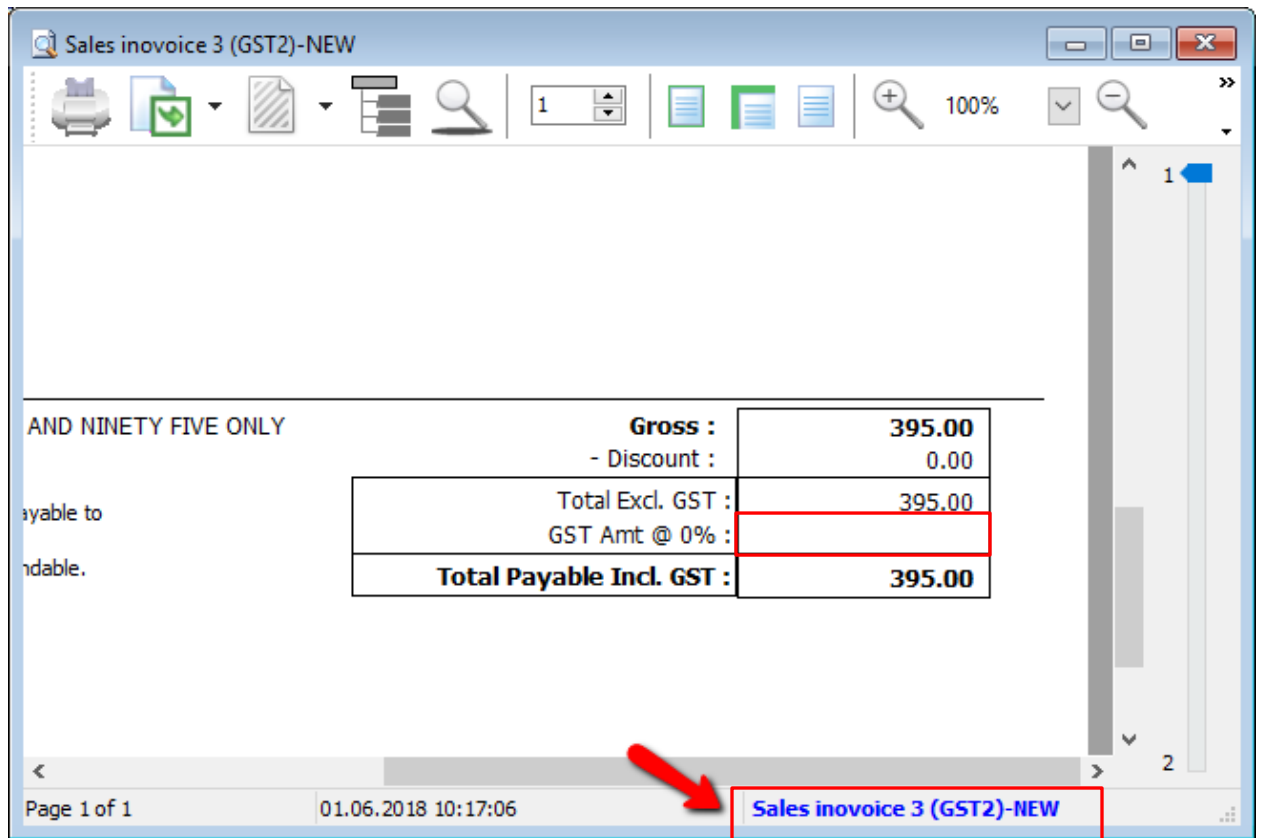 Sales inovoice 3 (GST2)-NEW
1
100%
1
AND NINETY FIVE ONLY
Gross : 395.00
- Discount : 0.00
Total Excl. GST : 395.00
ayable to
GST Amt @ 0% :
ndable.
Total Payable Incl. GST : 395.00
2
Page 1 of 1 01.06.2018 10:17:06 Sales inovoice 3 (GST2)-NEW